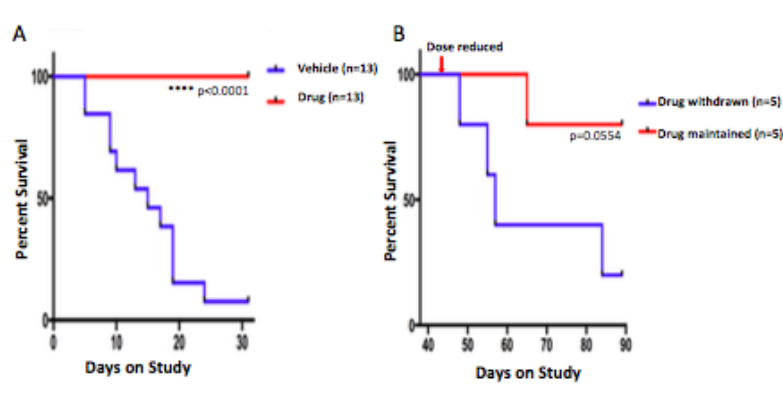 A
Percent Survival
100
50
0
0 10 20 30
Days on Study
•••• p<0.0001
Vehicle (n=13)
Drug (n=13)
B
Dose reduced
Percent Survival
100
50
0
40 50 60 70 80 90
Days on Study
p=0.0554
Drug withdrawn (n=5)
Drug maintained (n=5)